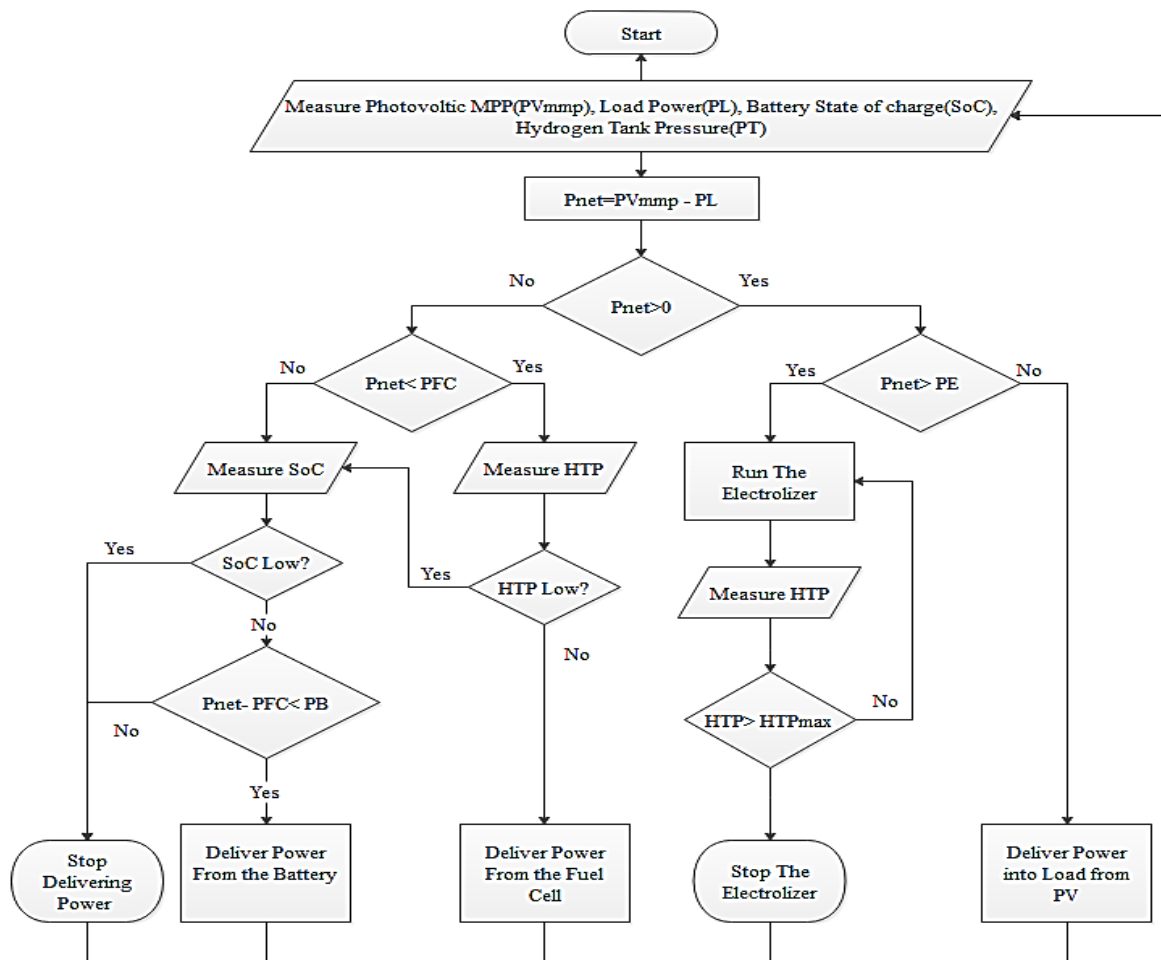 Start
Measure Photovoltic MPP(PVmmp), Load Power(PL), Battery State of charge(SoC),
Hydrogen Tank Pressure(PT)
Pnet=PVmmp - PL
No
Yes
Pnet>0
No
Pnet< PFC
Yes
Yes
Pnet> PE
No
Measure SoC
Measure HTP
Run The
Electrolizer
Yes
SoC Low?
Yes
HTP Low?
Measure HTP
No
No
Pnet- PFC< PB
No
HTP> HTPmax
No
Yes
Stop
Delivering
Power
Deliver Power
From the Battery
Deliver Power
From the Fuel
Cell
Stop The
Electrolizer
Deliver Power
into Load from
PV